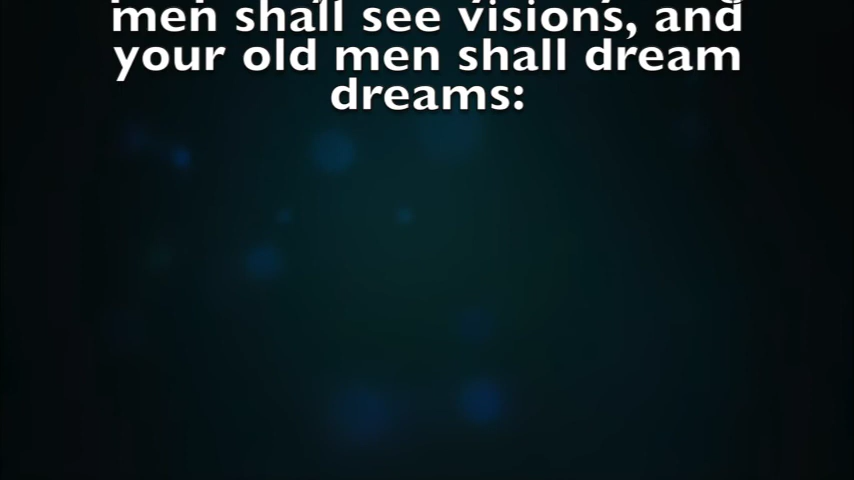 men shall see visions, and
your old men shall dream
dreams: